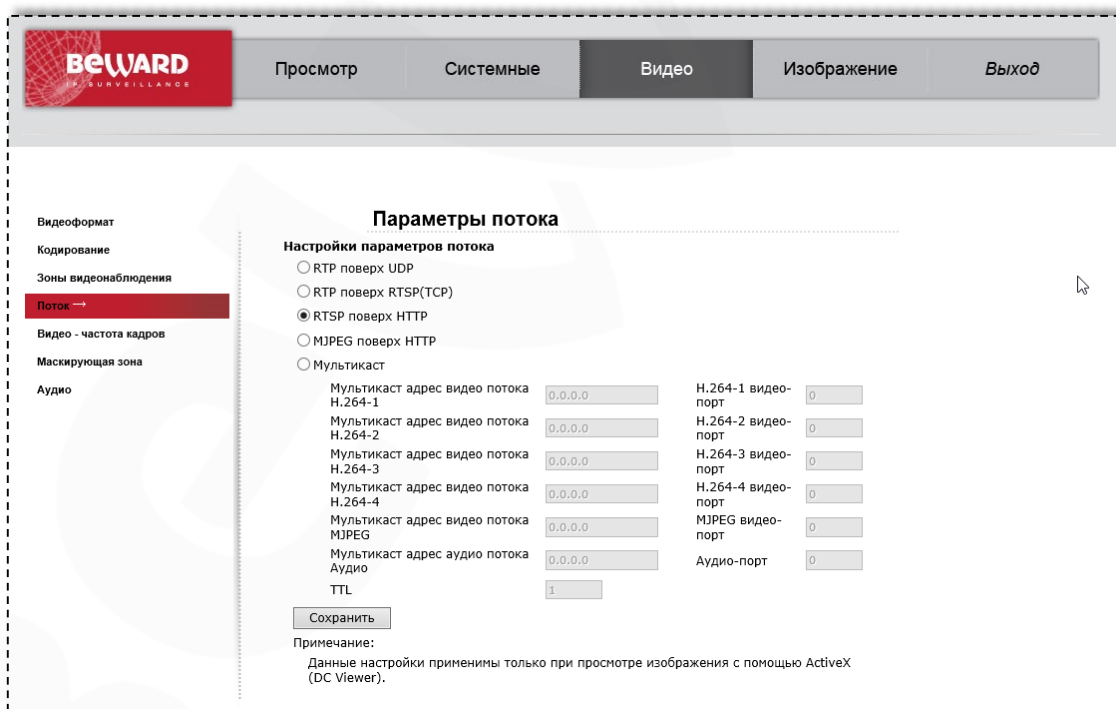 BEWARD
IP SURVEILLANCE
Просмотр
Системные
Видео
Изображение
Выход
Видеоформат
Кодирование
Зоны видеонаблюдения
Поток →
Видео - частота кадров
Маскирующая зона
Аудио
Параметры потока
Настройки параметров потока
RTP поверх UDP
RTP поверх RTSP(TCP)
RTSP поверх HTTP
MJPEG поверх HTTP
Мультикаст
Мультикаст адрес видео потока H.264-1
0.0.0.0
H.264-1 видео-порт
0
Мультикаст адрес видео потока H.264-2
0.0.0.0
H.264-2 видео-порт
0
Мультикаст адрес видео потока H.264-3
0.0.0.0
H.264-3 видео-порт
0
Мультикаст адрес видео потока H.264-4
0.0.0.0
H.264-4 видео-порт
0
Мультикаст адрес видео потока MJPEG
0.0.0.0
MJPEG видео-порт
0
Мультикаст адрес аудио потока Аудио
0.0.0.0
Аудио-порт
0
TTL
1
Сохранить
Примечание:
Данные настройки применимы только при просмотре изображения с помощью ActiveX
(DC Viewer).